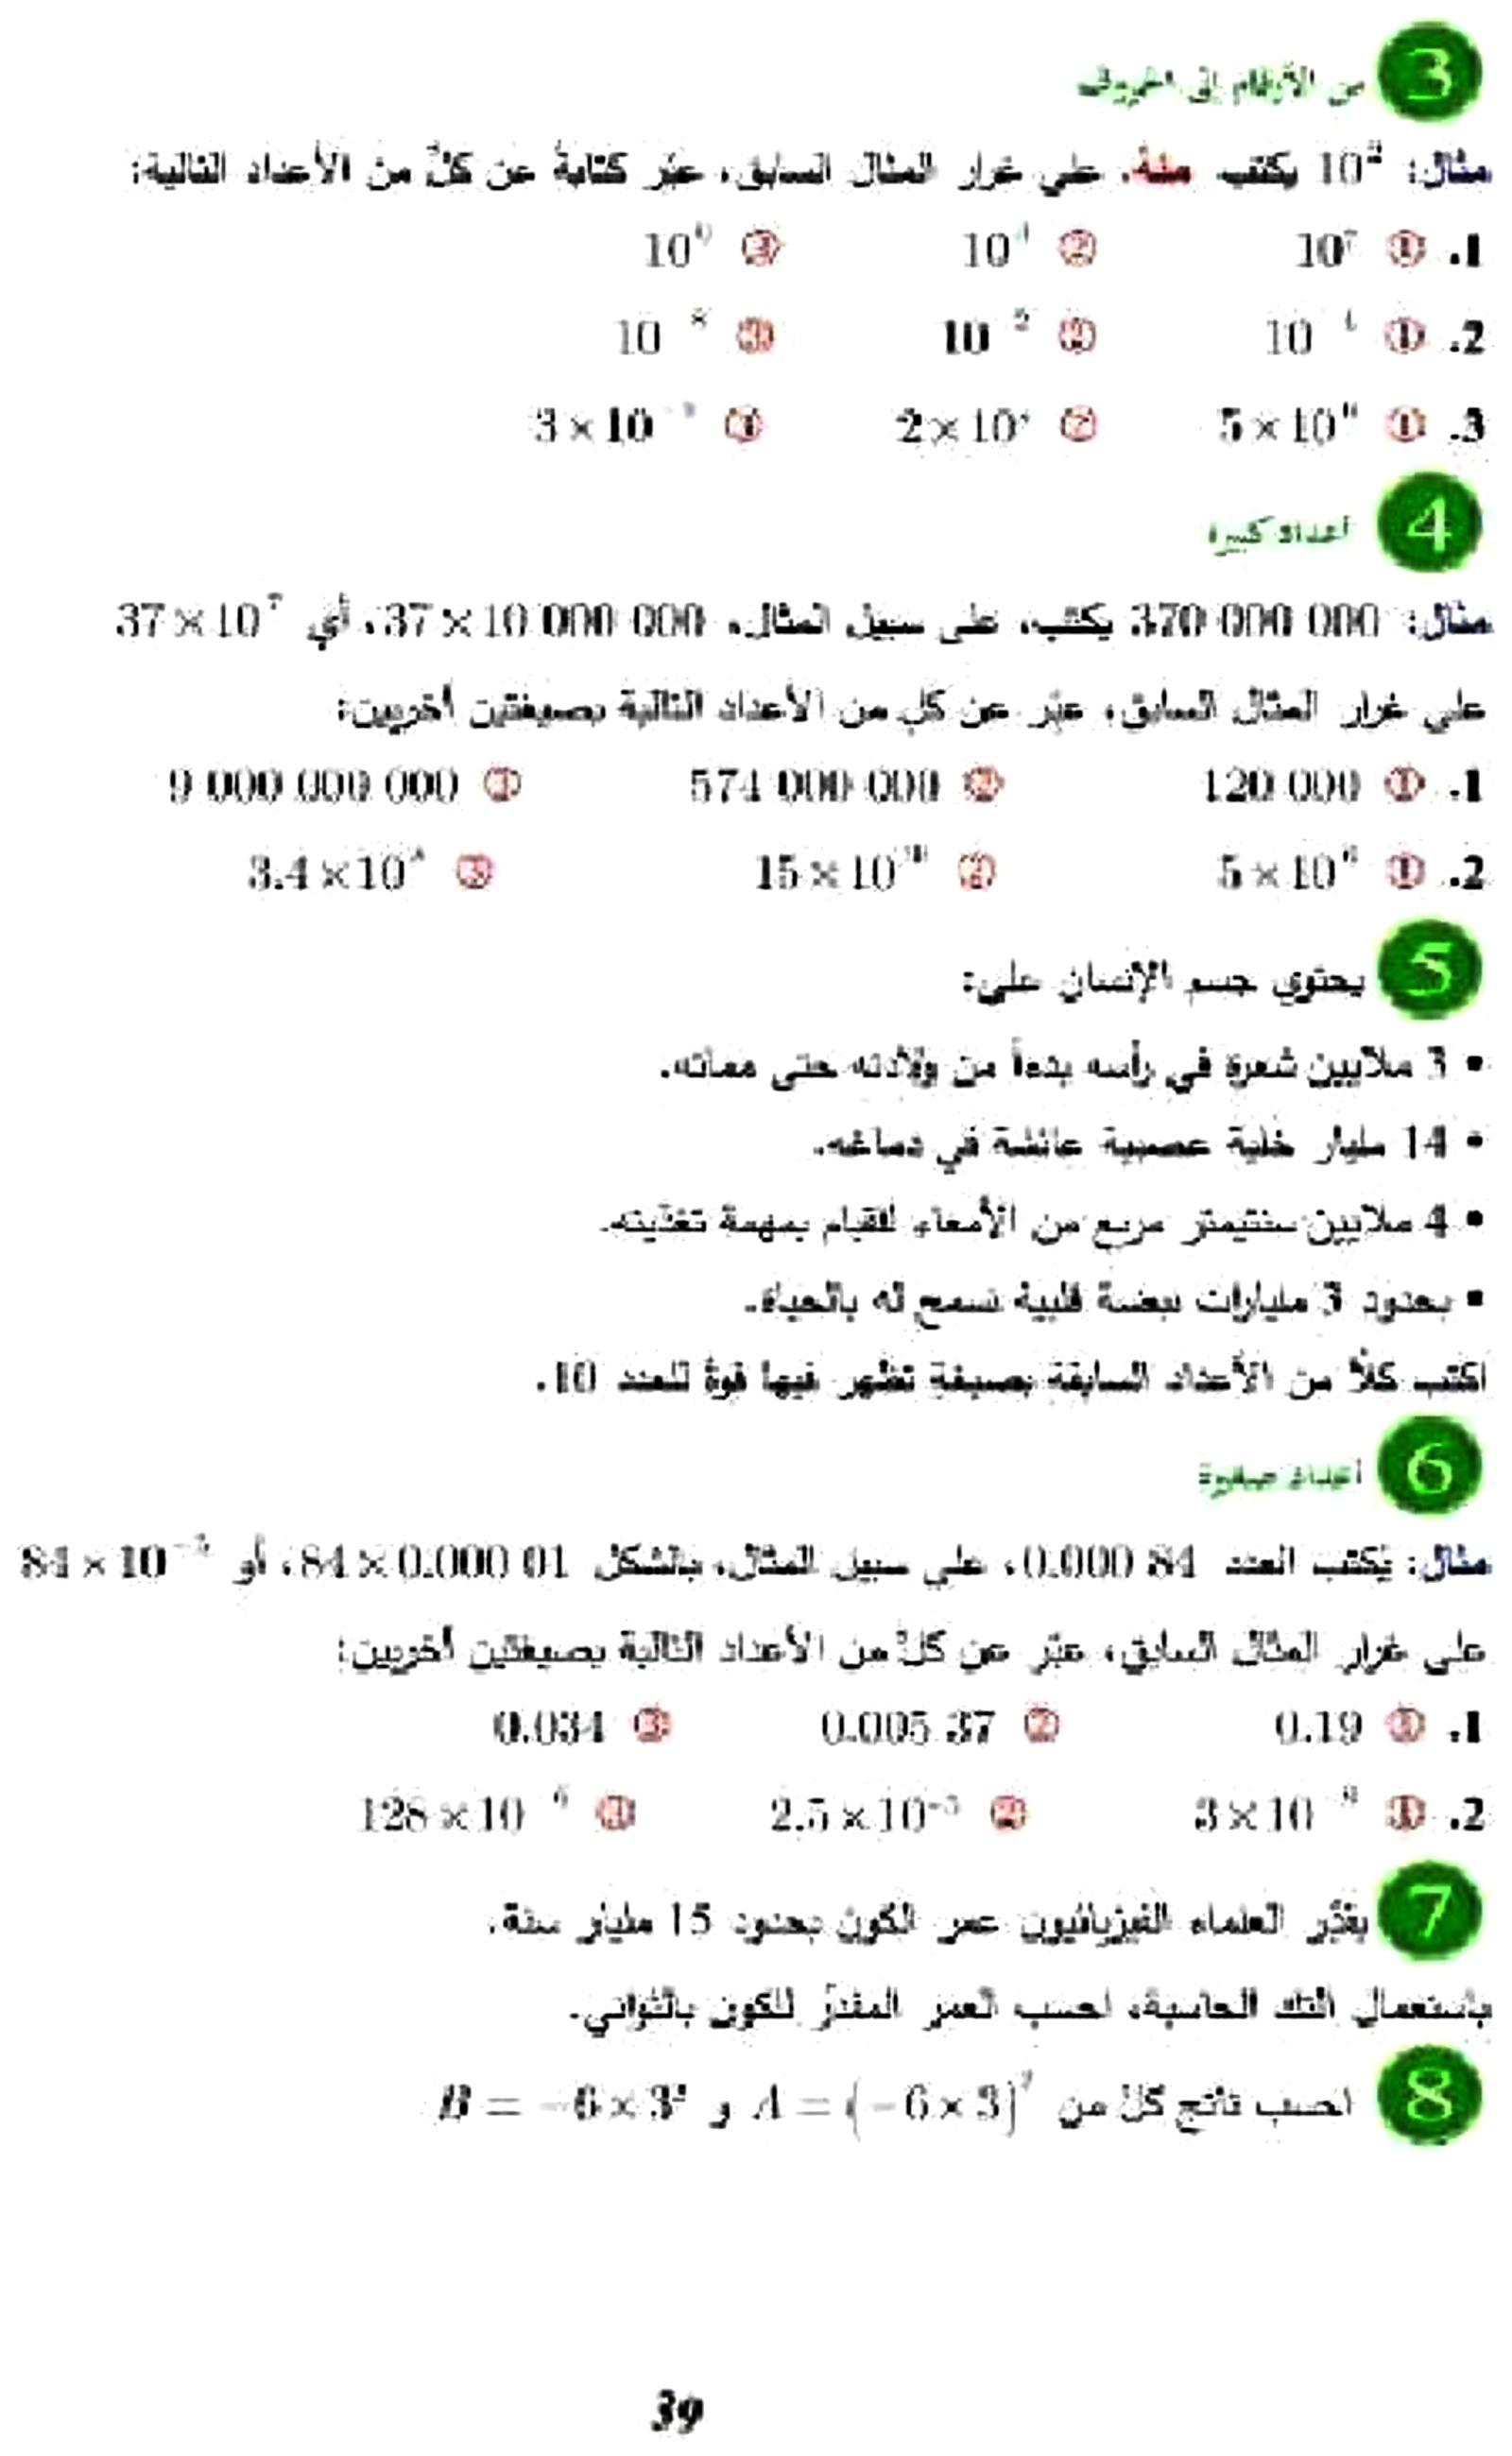 3 من الأرقام إلى الحروف
مثال: 10² يكتب مئة. على غرار المثال السابق، عبّر كتابةً عن كلٍّ من الأعداد التالية:
1. ① 10⁷ ② 10 ③ 10
2. ① 10 ② 10 ③ 10
3. ① 5×10 ② 2×10 ③ 3×10
4 أعداد كبيرة
مثال: 370 000 000 يكتب، على سبيل المثال، 37×10 000 000، أي 37×10⁷
على غرار المثال السابق، عبّر عن كل من الأعداد التالية بصيغتين أخريين:
1. ① 120 000 ② 574 000 000 ③ 9 000 000 000
2. ① 5×10 ② 15×10 ③ 3.4×10
5 يحتوي جسم الإنسان على:
• 3 ملايين شعرة في رأسه بدءاً من ولادته حتى مماته.
• 14 مليار خلية عصبية عائشة في دماغه.
• 4 ملايين سنتيمتر مربع من الأمعاء للقيام بمهمة تغذيته.
• بحدود 3 مليارات نبضة قلبية تسمح له بالحياة.
اكتب كلاً من الأعداد السابقة بصيغةٍ تظهر فيها قوةٌ للعدد 10.
6 أعداد صغيرة
مثال: يُكتب العدد 0.000 84، على سبيل المثال، بالشكل 84×0.000 01، أو 84×10
على غرار المثال السابق، عبّر عن كلٍّ من الأعداد التالية بصيغتين أخريين:
1. ① 0.19 ② 0.005 37 ③ 0.034
2. ① 3×10 ② 2.5×10 ③ 128×10
7 يقدّر العلماء الفيزيائيون عمر الكون بحدود 15 مليار سنة.
باستعمال آلتك الحاسبة، احسب العمر المقدّر للكون بالثواني.
8 احسب ناتج كلٍّ من A = (−6×3) و B = −6×3
39